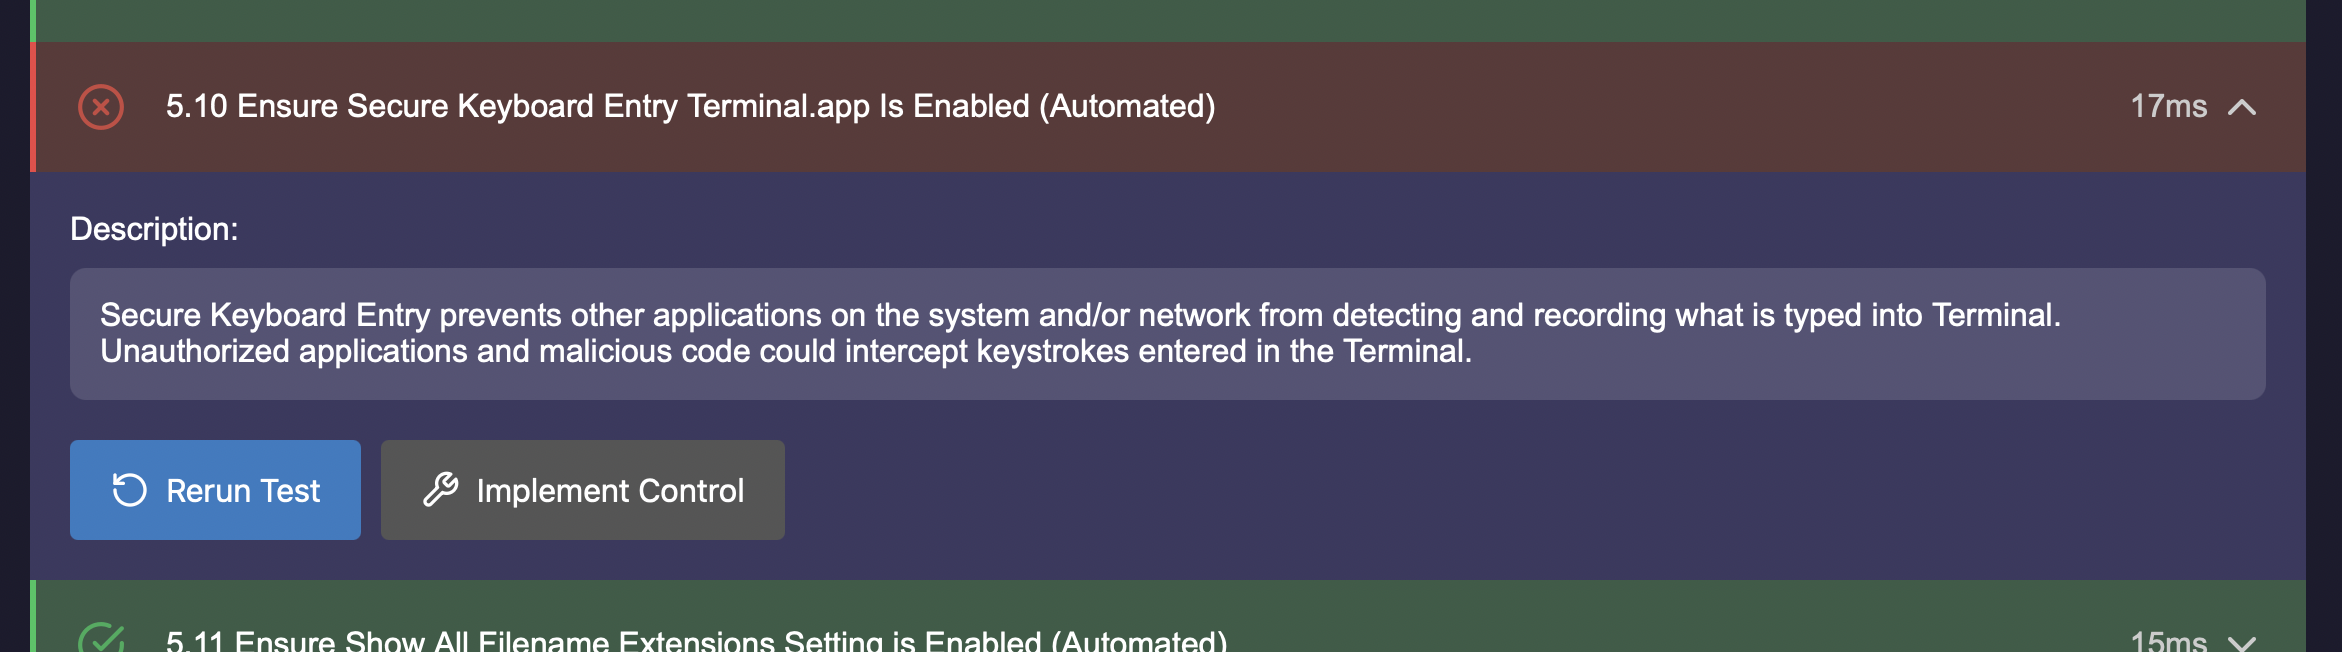 5.10 Ensure Secure Keyboard Entry Terminal.app Is Enabled (Automated)
17ms
Description:
Secure Keyboard Entry prevents other applications on the system and/or network from detecting and recording what is typed into Terminal.
Unauthorized applications and malicious code could intercept keystrokes entered in the Terminal.
Rerun Test
Implement Control
5.11 Ensure Show All Filename Extensions Setting is Enabled (Automated)
15ms